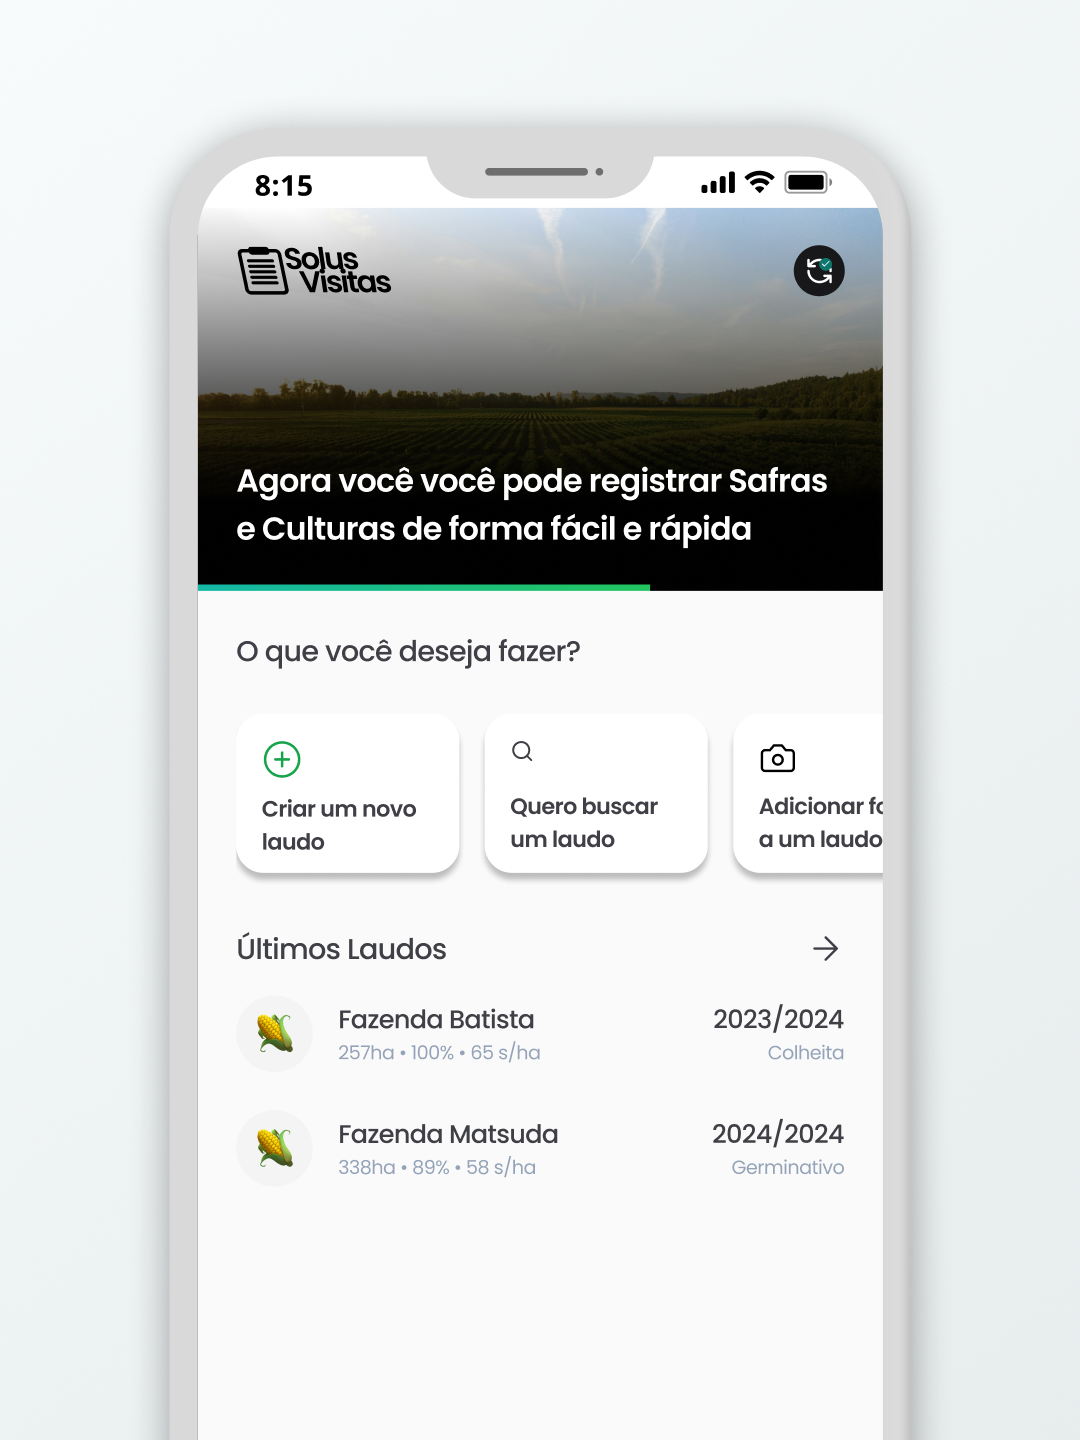 8:15
Solus
Visitas
Agora você você pode registrar Safras
e Culturas de forma fácil e rápida
O que você deseja fazer?
Criar um novo
laudo
Quero buscar
um laudo
Adicionar fo
a um laudo
Últimos Laudos
Fazenda Batista
2023/2024
257ha • 100% • 65 s/ha
Colheita
Fazenda Matsuda
2024/2024
338ha • 89% • 58 s/ha
Germinativo